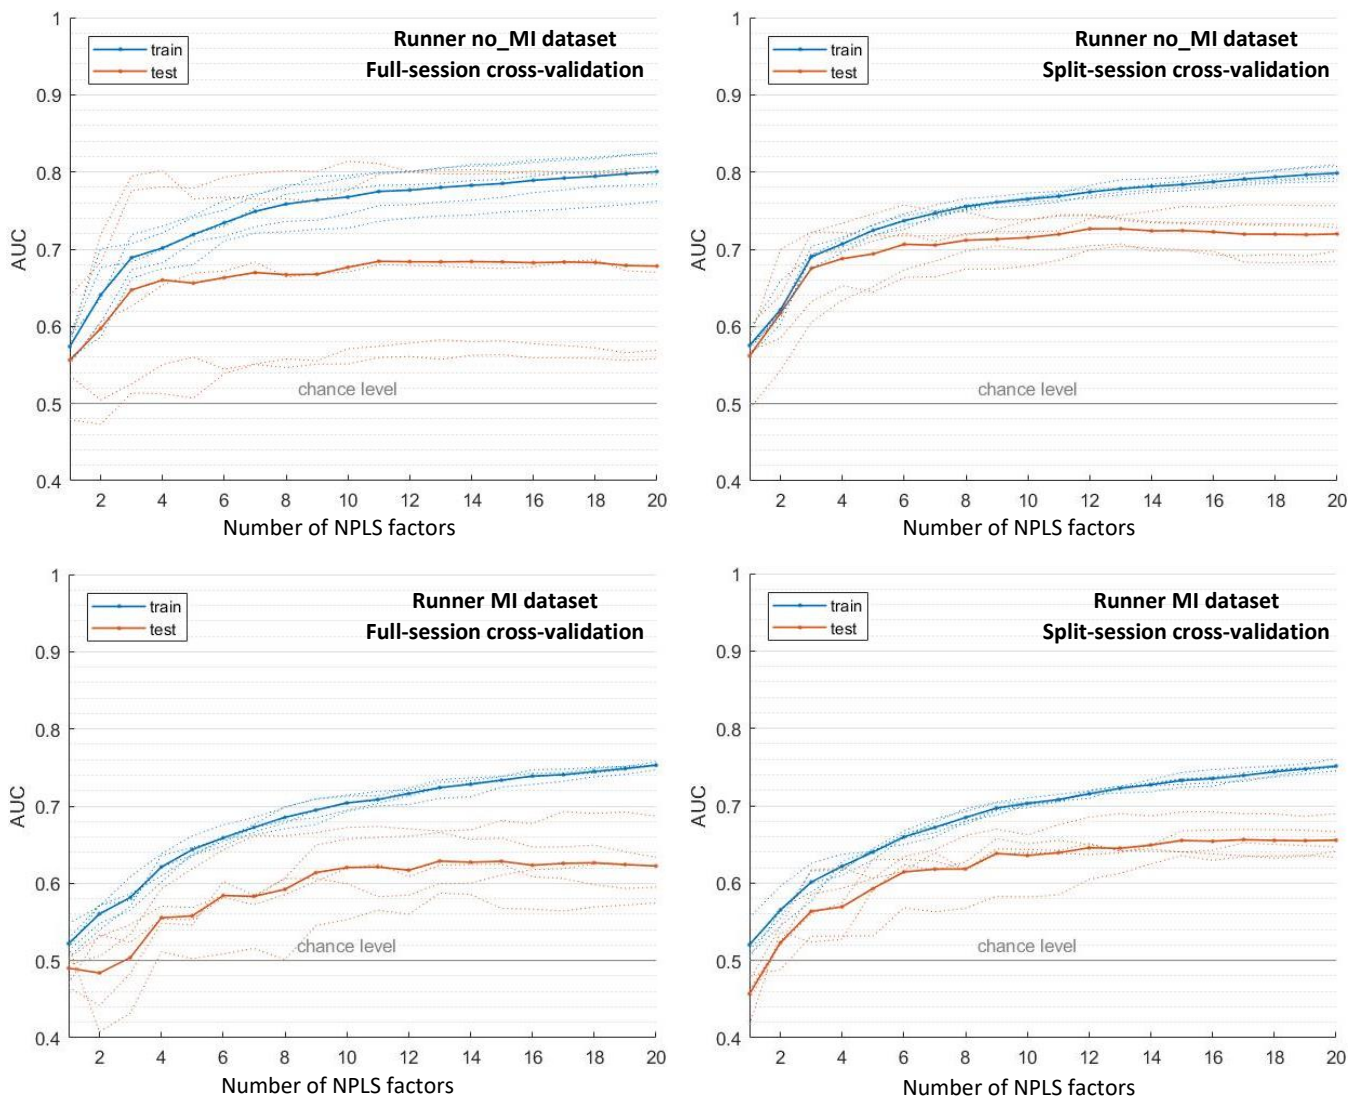 Runner no_MI dataset
Full-session cross-validation
train
test
1
0.9
0.8
0.7
0.6
0.5
0.4
AUC
chance level
2 4 6 8 10 12 14 16 18 20
Number of NPLS factors
Runner no_MI dataset
Split-session cross-validation
train
test
1
0.9
0.8
0.7
0.6
0.5
0.4
AUC
chance level
2 4 6 8 10 12 14 16 18 20
Number of NPLS factors
Runner MI dataset
Full-session cross-validation
train
test
1
0.9
0.8
0.7
0.6
0.5
0.4
AUC
chance level
2 4 6 8 10 12 14 16 18 20
Number of NPLS factors
Runner MI dataset
Split-session cross-validation
train
test
1
0.9
0.8
0.7
0.6
0.5
0.4
AUC
chance level
2 4 6 8 10 12 14 16 18 20
Number of NPLS factors